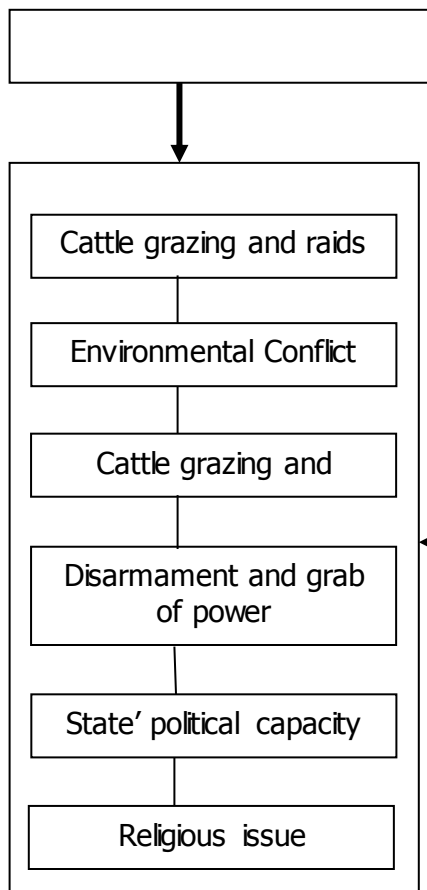 Cattle grazing and raids
Environmental Conflict
Cattle grazing and
Disarmament and grab
of power
State’ political capacity
Religious issue